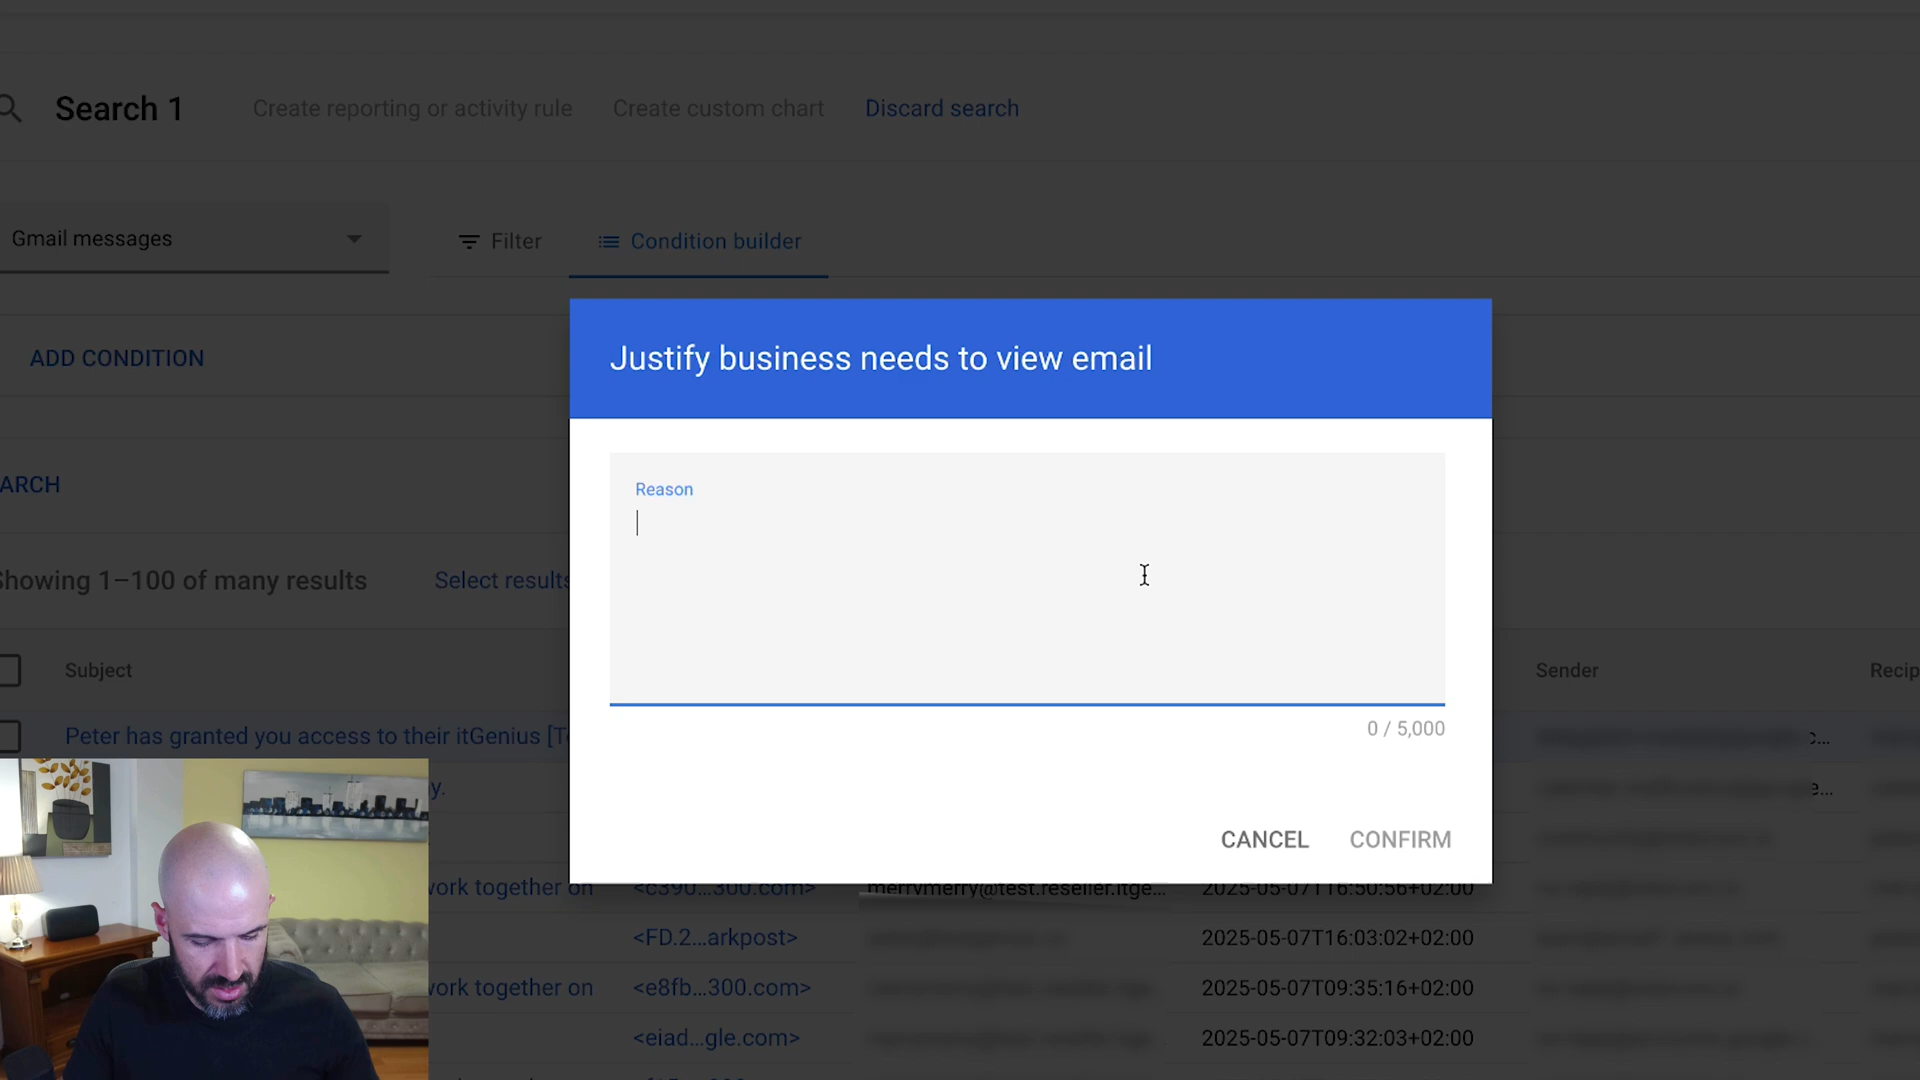 Search 1
Create reporting or activity rule
Create custom chart
Discard search
Gmail messages
Filter
Condition builder
ADD CONDITION
Justify business needs to view email
Reason
ARCH
Showing 1–100 of many results
Select results
0 / 5,000
Subject
Sender
Recip
Peter has granted you access to their itGenius [T
c...
y.
e...
CANCEL
CONFIRM
work together on
<c390...300.com>
merrymerry@test.reseller.itge...
2025-05-07T16:50:56+02:00
<FD.2...arkpost>
2025-05-07T16:03:02+02:00
work together on
<e8fb...300.com>
2025-05-07T09:35:16+02:00
<eiad...gle.com>
2025-05-07T09:32:03+02:00